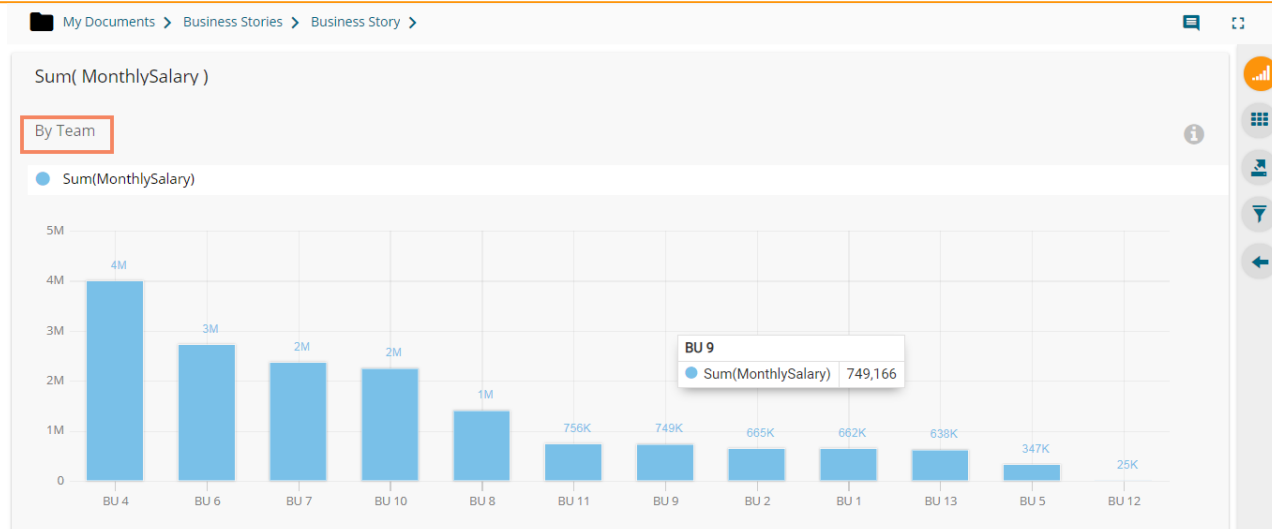 My Documents > Business Stories > Business Story >
Sum( MonthlySalary )
By Team
Sum(MonthlySalary)
5M
4M
3M
2M
1M
0
4M
3M
2M
2M
1M
756K
749K
665K
662K
638K
347K
25K
BU 9
Sum(MonthlySalary) 749,166
BU 4 BU 6 BU 7 BU 10 BU 8 BU 11 BU 9 BU 2 BU 1 BU 13 BU 5 BU 12